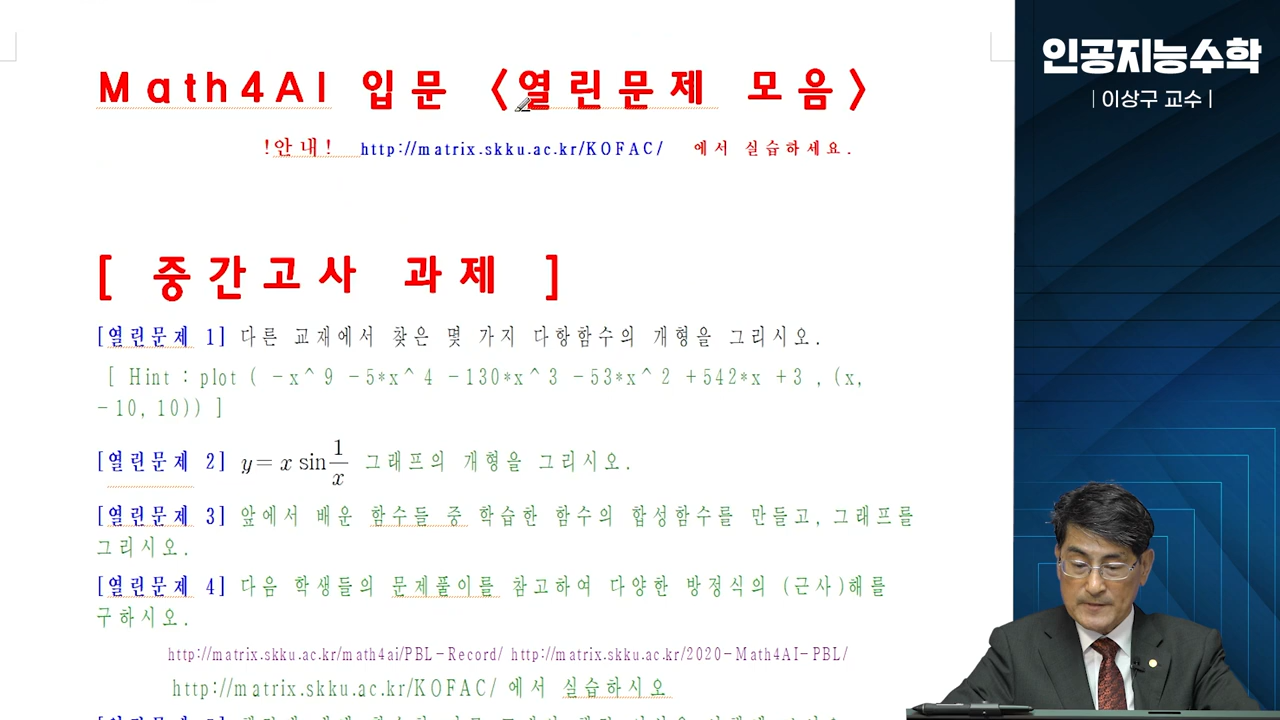 Math4AI 입문 <열린문제 모음>
!안내! http://matrix.skku.ac.kr/KOFAC/ 에서 실습하세요.
[ 중간고사 과제 ]
[열린문제 1] 다른 교재에서 찾은 몇 가지 다항함수의 개형을 그리시오.
[ Hint : plot ( -x^9 -5*x^4 -130*x^3 -53*x^2 +542*x +3 , (x,
-10, 10)) ]
[열린문제 2] y= x sin 1/x 그래프의 개형을 그리시오.
[열린문제 3] 앞에서 배운 함수들 중 학습한 함수의 합성함수를 만들고, 그래프를
그리시오.
[열린문제 4] 다음 학생들의 문제풀이를 참고하여 다양한 방정식의 (근사)해를
구하시오.
http://matrix.skku.ac.kr/math4ai/PBL-Record/ http://matrix.skku.ac.kr/2020-Math4AI-PBL/
http://matrix.skku.ac.kr/KOFAC/ 에서 실습하시오
인공지능수학
| 이상구 교수 |